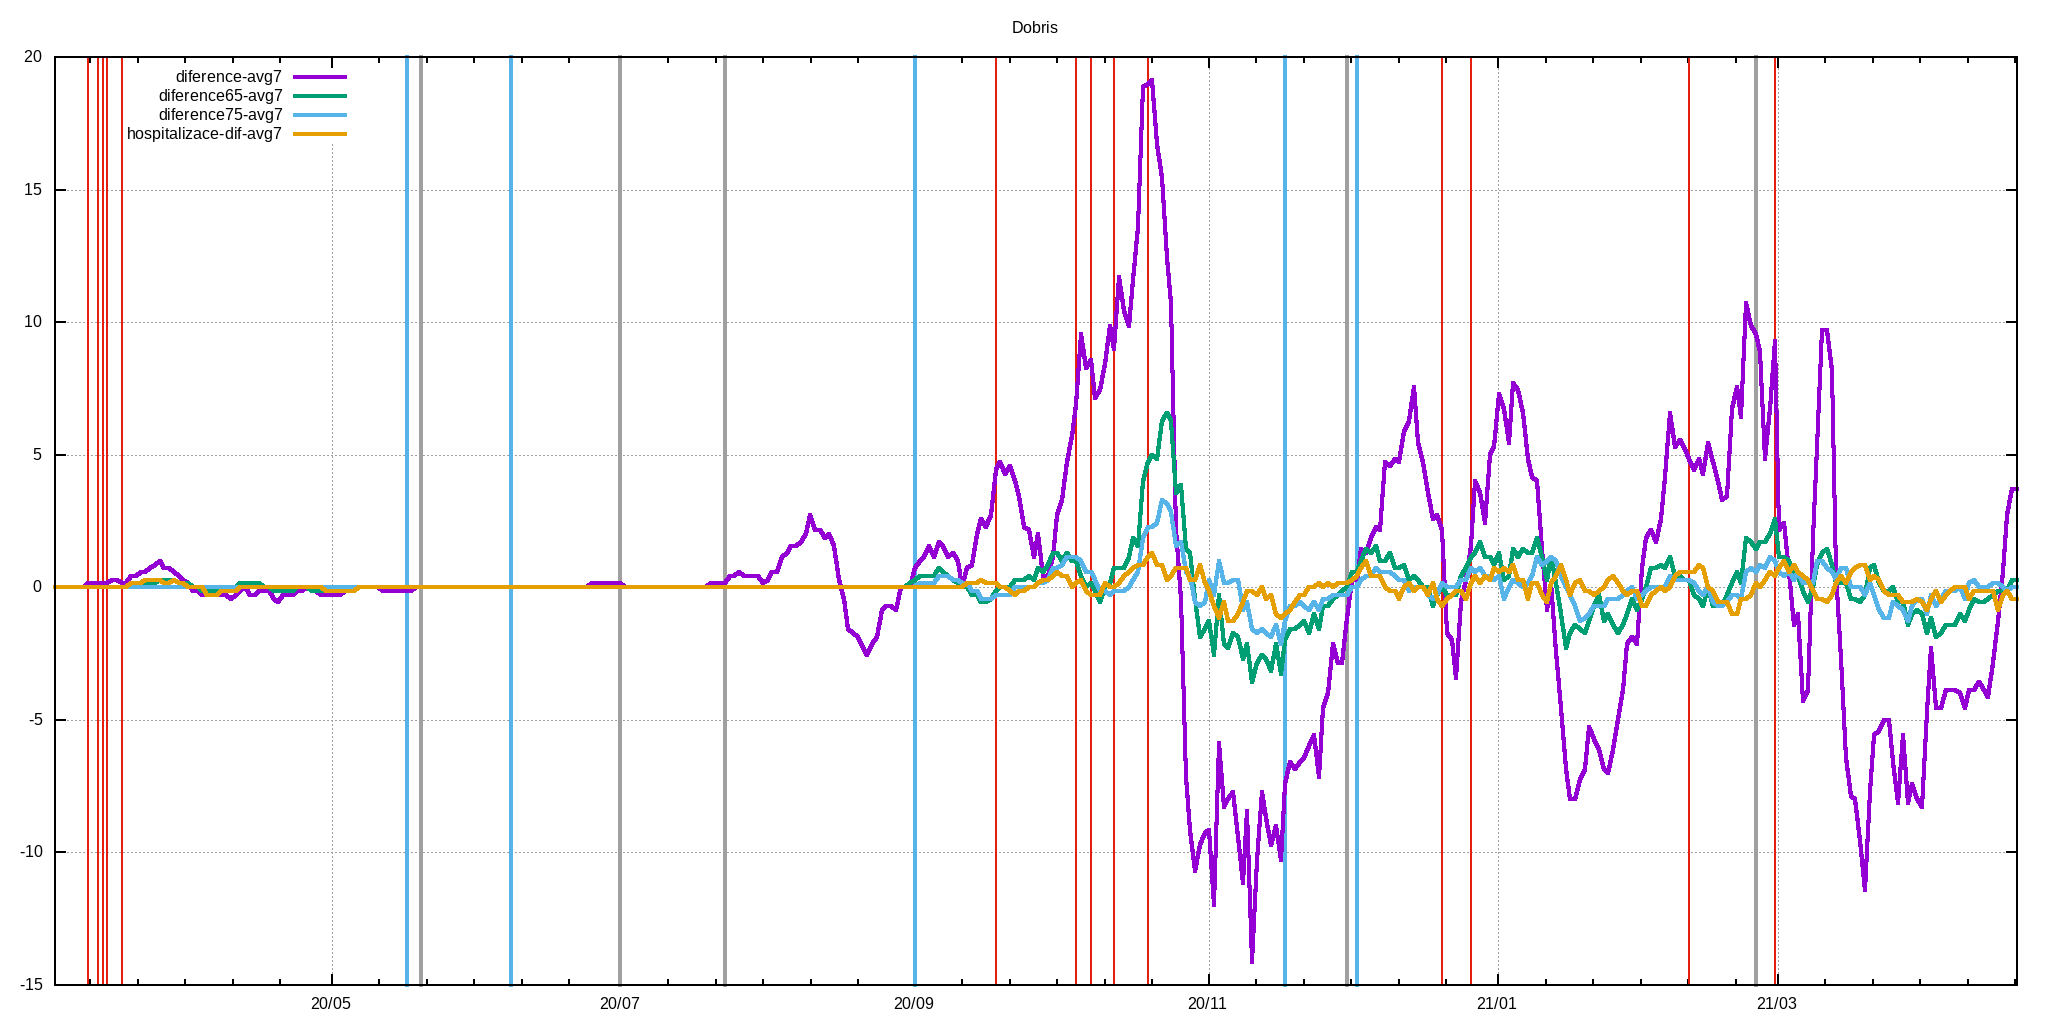 Dobris
20
diference-avg7
diference65-avg7
diference75-avg7
hospitalizace-dif-avg7
15
10
5
0
-5
-10
-15
20/05 20/07 20/09 20/11 21/01 21/03